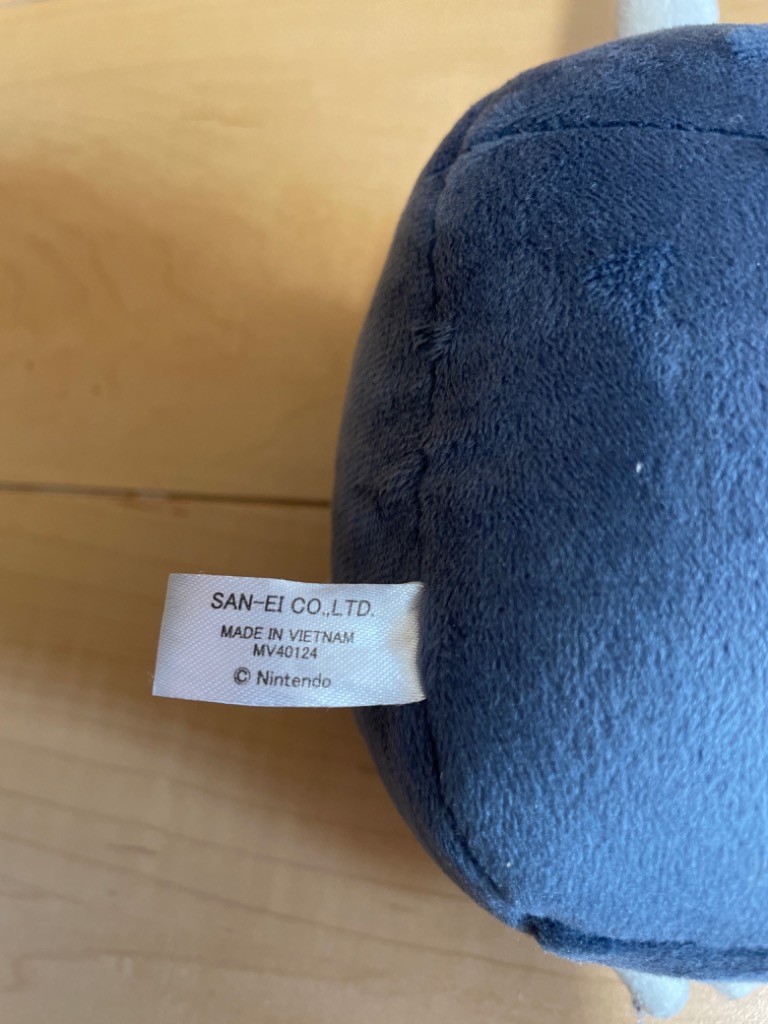 SAN-EI CO.,LTD.
MADE IN VIETNAM
MV40124
© Nintendo